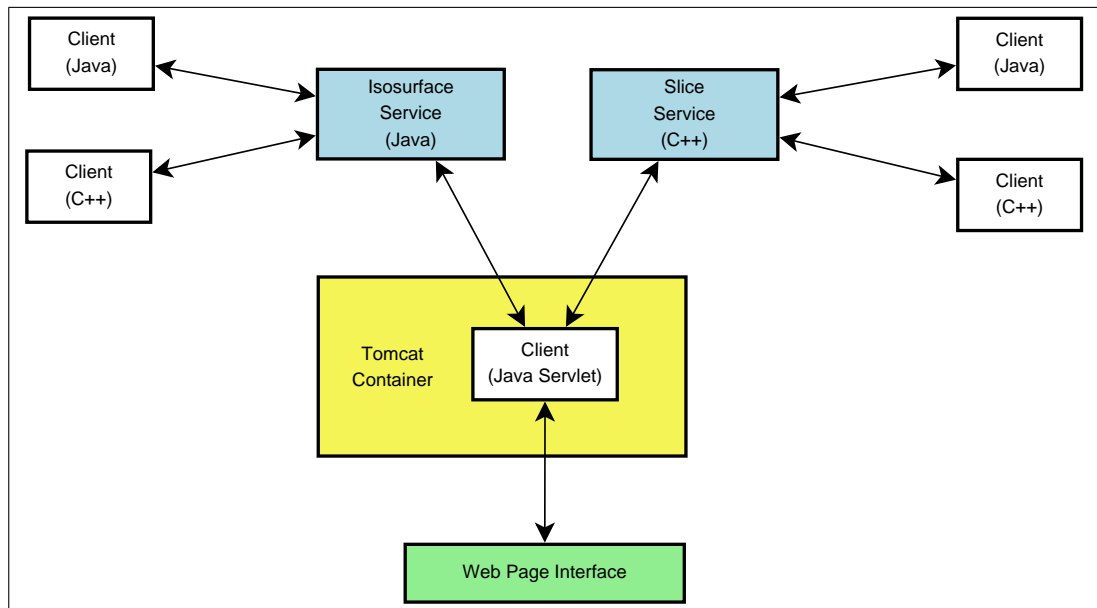 Client
(Java)
Isosurface
Service
(Java)
Slice
Service
(C++)
Client
(Java)
Client
(C++)
Client
(C++)
Tomcat
Container
Client
(Java Servlet)
Web Page Interface